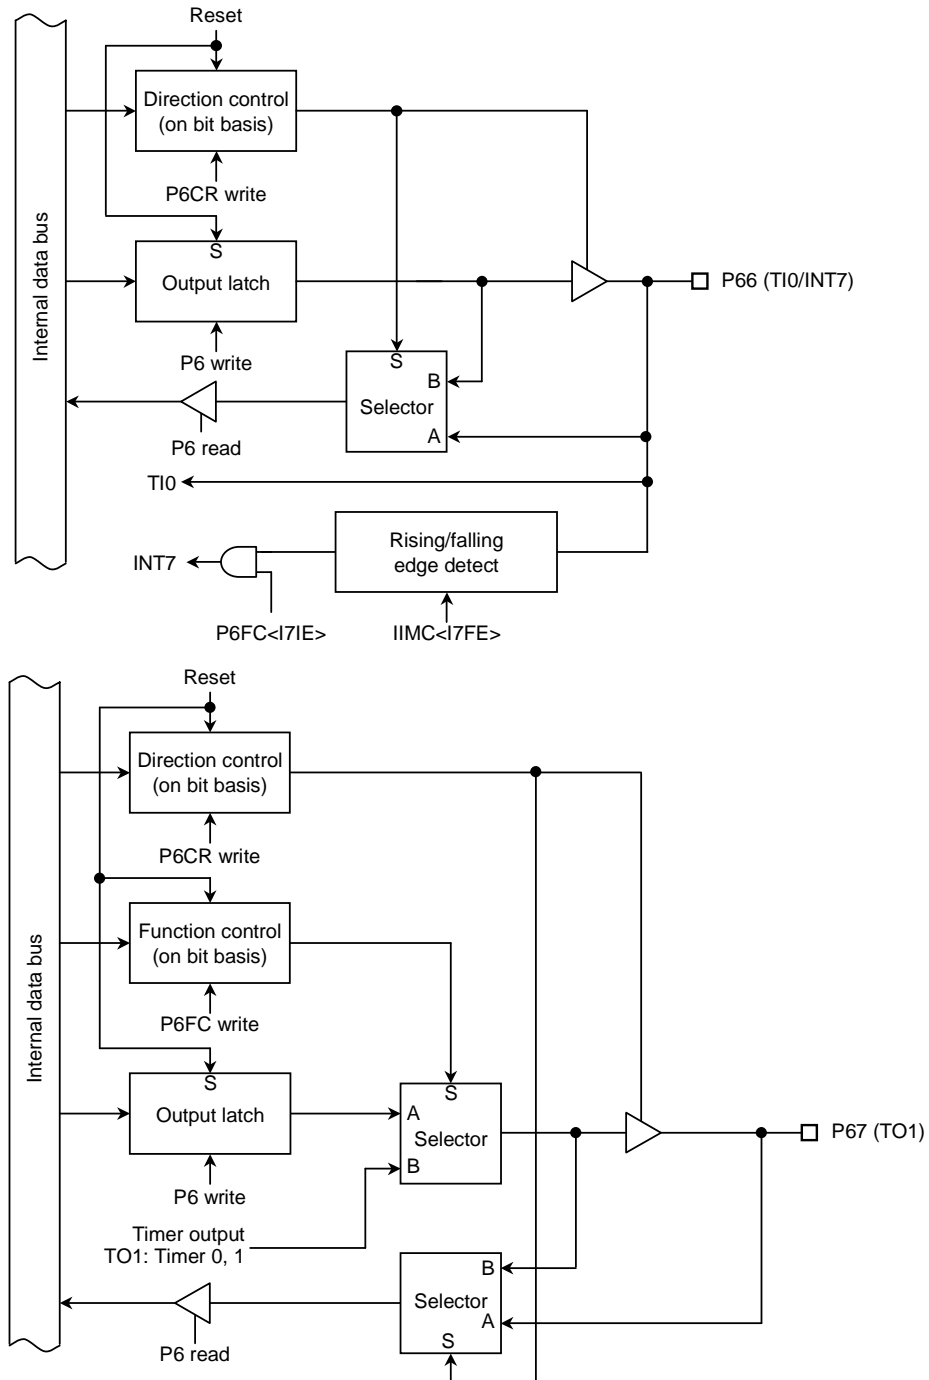 Reset
Direction control
(on bit basis)
P6CR write
Internal data bus
S
Output latch
P66 (TI0/INT7)
P6 write
S
B
Selector
A
P6 read
TI0
Rising/falling
edge detect
INT7
P6FC<I7IE>
IIMC<I7FE>
Reset
Direction control
(on bit basis)
P6CR write
Internal data bus
Function control
(on bit basis)
P6FC write
S
Output latch
S
A
Selector
B
P67 (TO1)
P6 write
Timer output
TO1: Timer 0, 1
B
Selector
A
S
P6 read